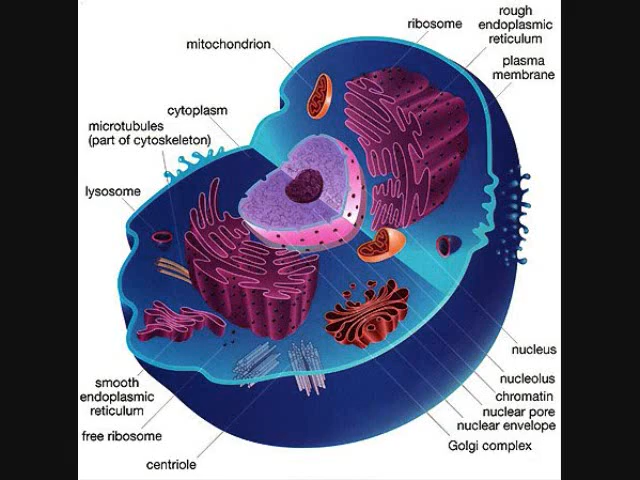 rough
endoplasmic
reticulum
ribosome
mitochondrion
plasma
membrane
cytoplasm
microtubules
(part of cytoskeleton)
lysosome
nucleus
nucleolus
chromatin
nuclear pore
nuclear envelope
Golgi complex
smooth
endoplasmic
reticulum
free ribosome
centriole